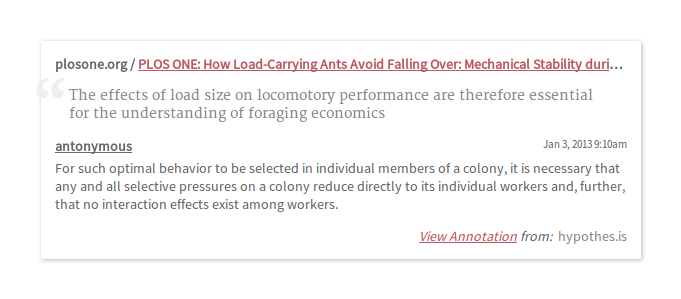 plosone.org / PLOS ONE: How Load-Carrying Ants Avoid Falling Over: Mechanical Stability duri...
“The effects of load size on locomotory performance are therefore essential
for the understanding of foraging economics
antonymous Jan 3, 2013 9:10am
For such optimal behavior to be selected in individual members of a colony, it is necessary that
any and all selective pressures on a colony reduce directly to its individual workers and, further,
that no interaction effects exist among workers.
View Annotation from: hypothes.is